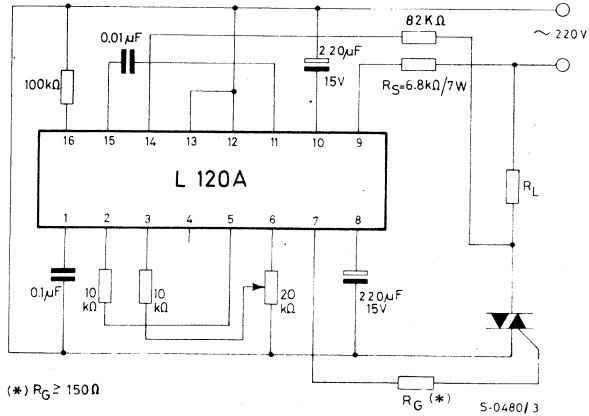 82KΩ
0.01µF
220µF
15V
~ 220V
100kΩ
RS=6.8kΩ/7W
16 15 14 13 12 11 10 9
L 120A
RL
1 2 3 4 5 6 7 8
0.1µF
10 kΩ
10 kΩ
20 kΩ
220µF
15V
(*) RG ≥ 150Ω
RG (*)
S-0480/3